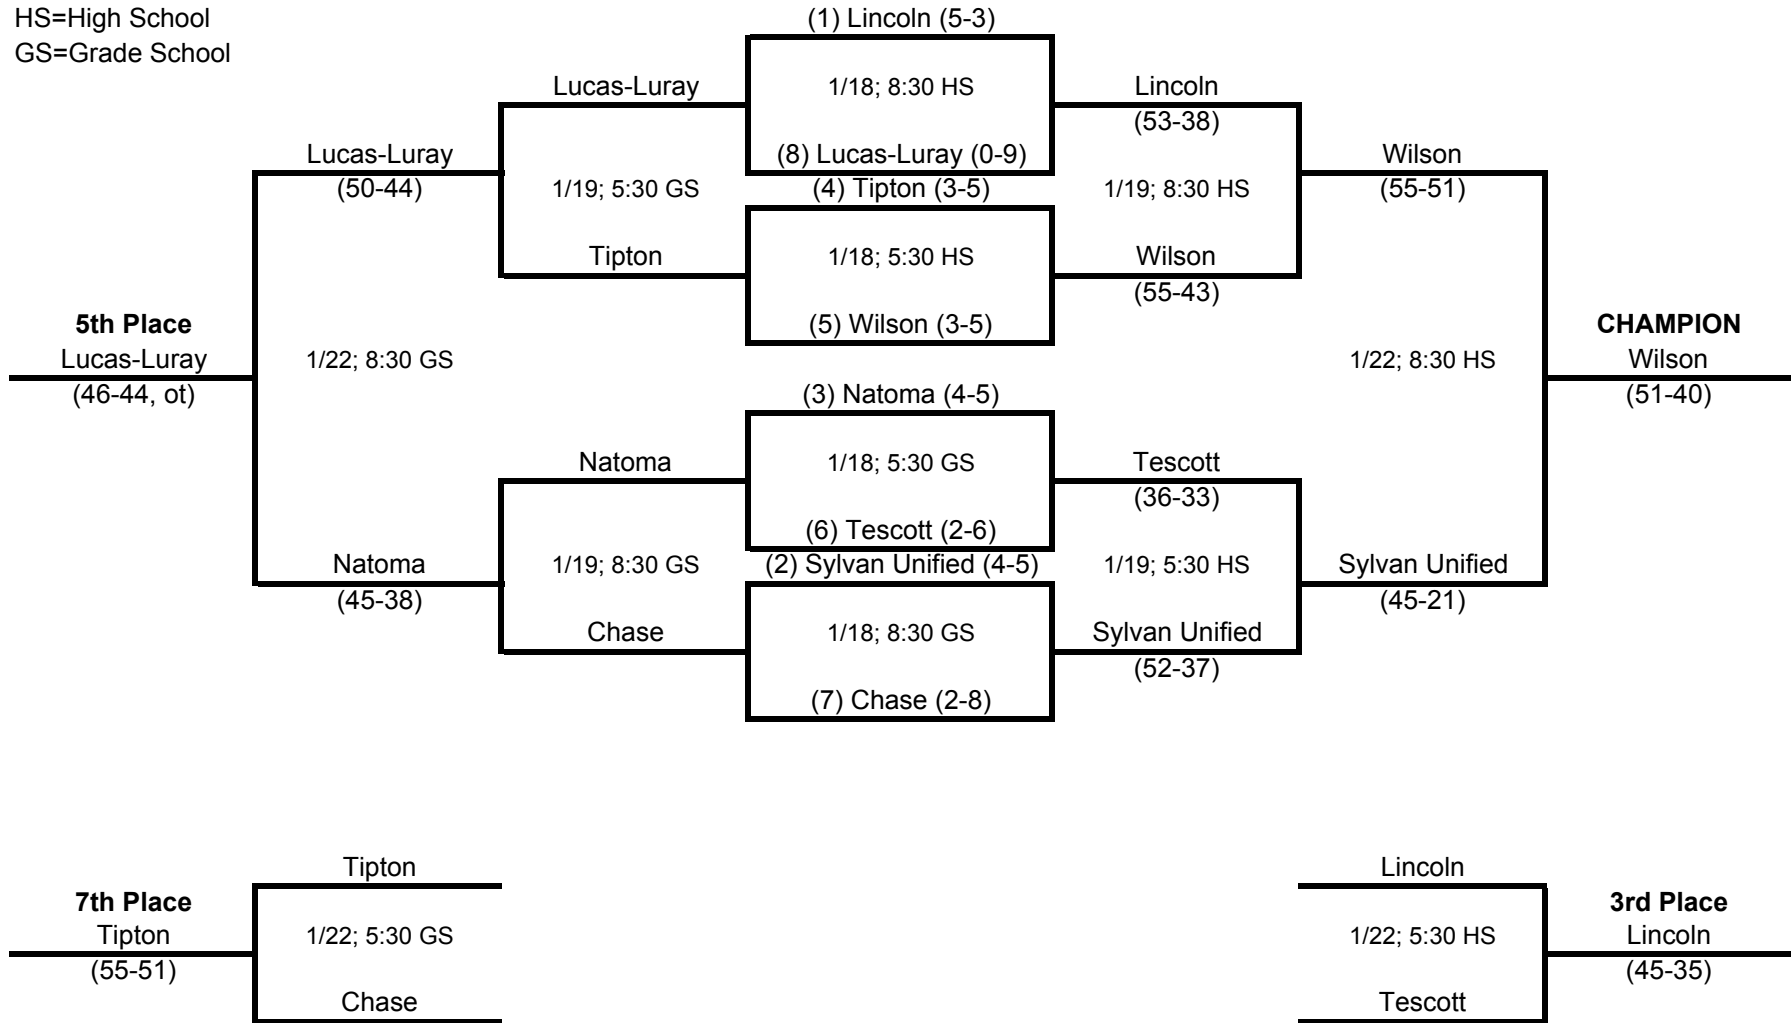 HS=High School
GS=Grade School
(1) Lincoln (5-3)
Lucas-Luray
1/18; 8:30 HS
Lincoln
(53-38)
Lucas-Luray
(8) Lucas-Luray (0-9)
Wilson
(50-44)
1/19; 5:30 GS
(4) Tipton (3-5)
1/19; 8:30 HS
(55-51)
Tipton
1/18; 5:30 HS
Wilson
(55-43)
5th Place
(5) Wilson (3-5)
CHAMPION
Lucas-Luray
1/22; 8:30 GS
1/22; 8:30 HS
Wilson
(46-44, ot)
(3) Natoma (4-5)
(51-40)
Natoma
1/18; 5:30 GS
Tescott
(36-33)
(6) Tescott (2-6)
Natoma
1/19; 8:30 GS
(2) Sylvan Unified (4-5)
1/19; 5:30 HS
Sylvan Unified
(45-38)
(45-21)
Chase
1/18; 8:30 GS
Sylvan Unified
(52-37)
(7) Chase (2-8)
Tipton
Lincoln
7th Place
3rd Place
Tipton
1/22; 5:30 GS
1/22; 5:30 HS
Lincoln
(55-51)
(45-35)
Chase
Tescott